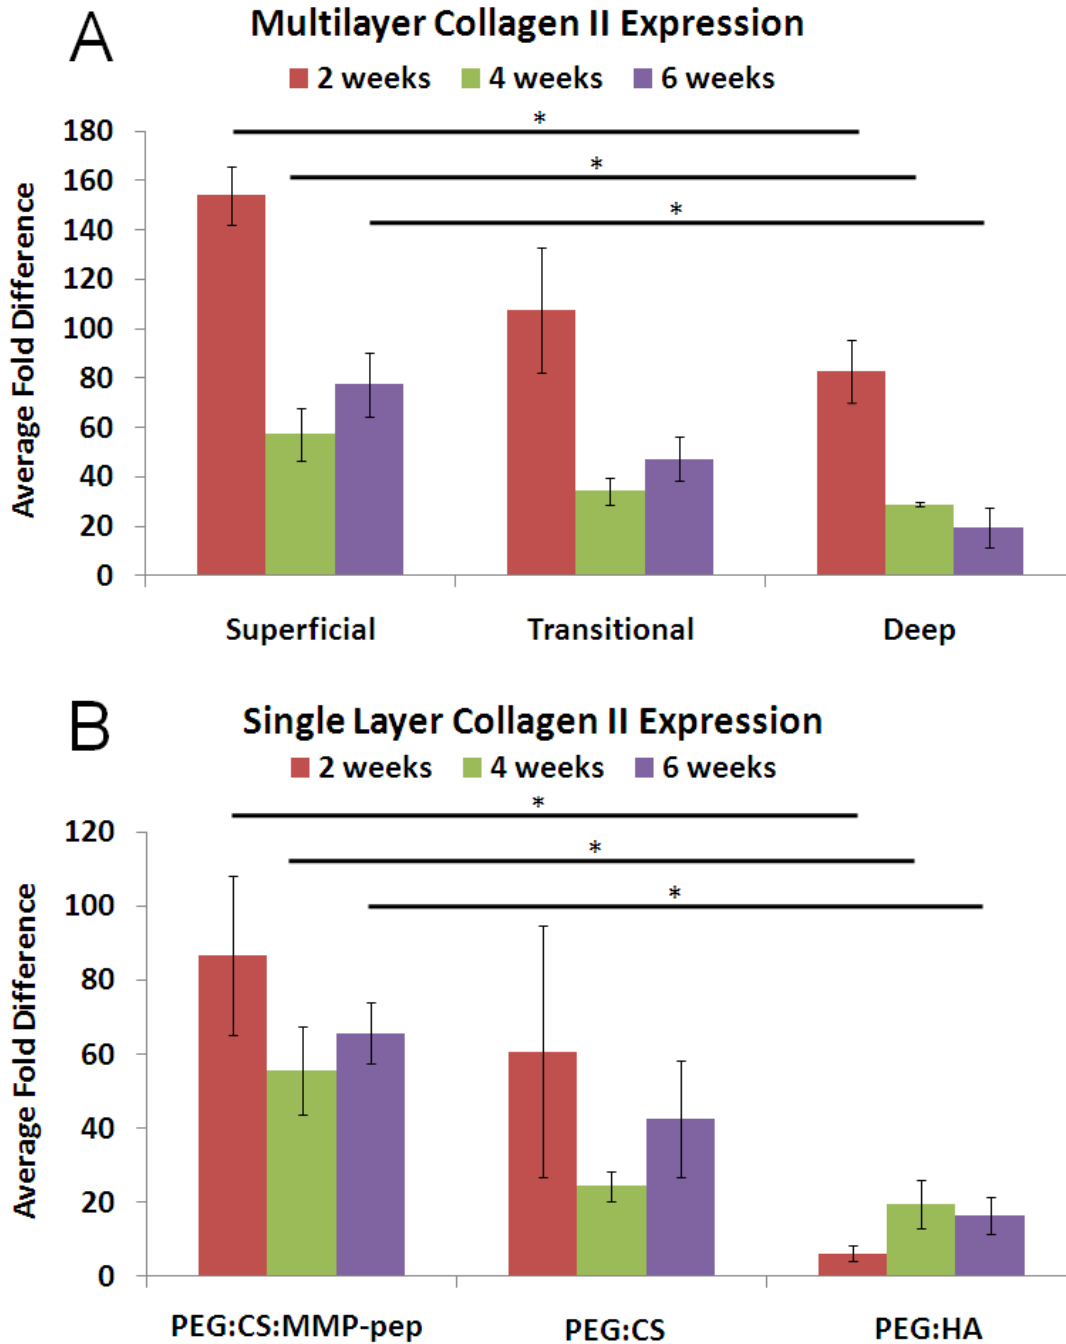 A
Multilayer Collagen II Expression
2 weeks 4 weeks 6 weeks
Average Fold Difference
180
160
140
120
100
80
60
40
20
0
*
*
*
Superficial Transitional Deep
B
Single Layer Collagen II Expression
2 weeks 4 weeks 6 weeks
Average Fold Difference
120
100
80
60
40
20
0
*
*
*
PEG:CS:MMP-pep PEG:CS PEG:HA